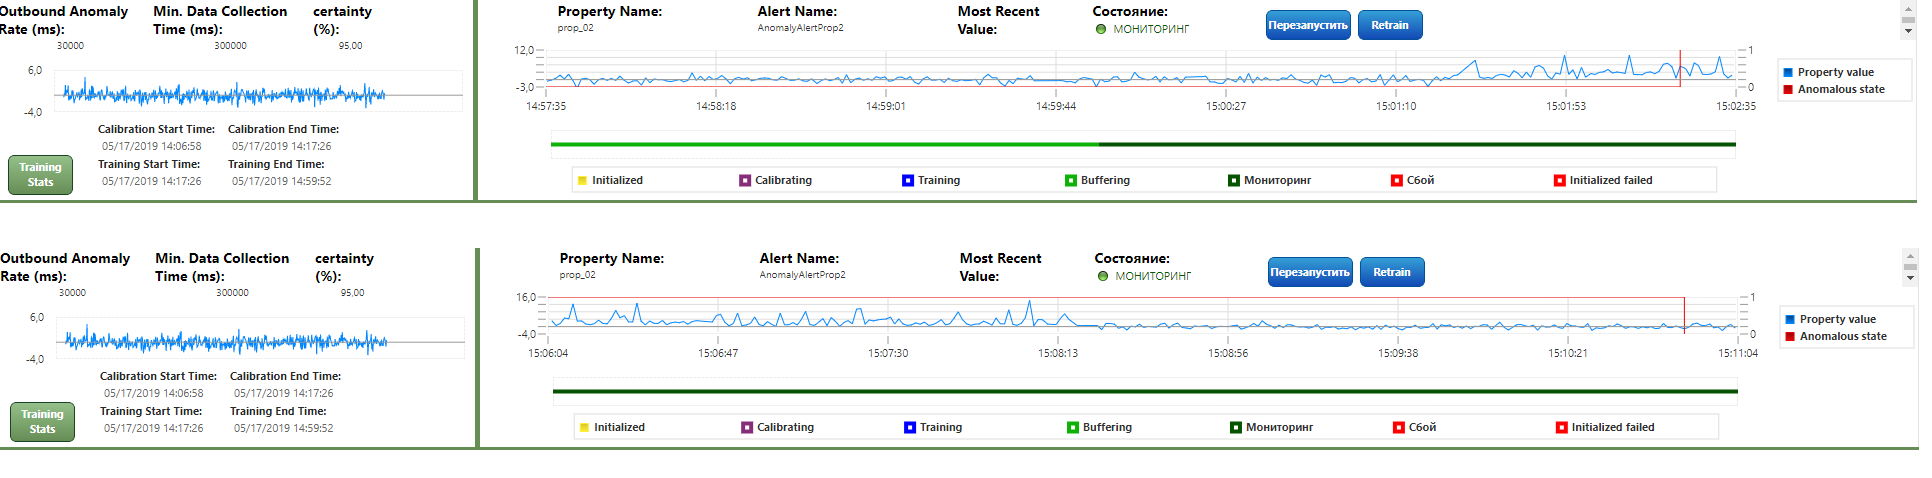 Outbound Anomaly Rate (ms):
30000
Min. Data Collection Time (ms):
300000
certainty (%):
95,00
6,0
-4,0
Calibration Start Time:
05/17/2019 14:06:58
Calibration End Time:
05/17/2019 14:17:26
Training Start Time:
05/17/2019 14:17:26
Training End Time:
05/17/2019 14:59:52
Training Stats
Property Name:
prop_02
Alert Name:
AnomalyAlertProp2
Most Recent Value:
Состояние:
МОНИТОРИНГ
Перезапустить
Retrain
12,0
-3,0
1
0
14:57:35 14:58:18 14:59:01 14:59:44 15:00:27 15:01:10 15:01:53 15:02:35
Property value
Anomalous state
Initialized Calibrating Training Buffering Мониторинг Сбой Initialized failed
Outbound Anomaly Rate (ms):
30000
Min. Data Collection Time (ms):
300000
certainty (%):
95,00
6,0
-4,0
Calibration Start Time:
05/17/2019 14:06:58
Calibration End Time:
05/17/2019 14:17:26
Training Start Time:
05/17/2019 14:17:26
Training End Time:
05/17/2019 14:59:52
Training Stats
Property Name:
prop_02
Alert Name:
AnomalyAlertProp2
Most Recent Value:
Состояние:
МОНИТОРИНГ
Перезапустить
Retrain
16,0
-4,0
1
0
15:06:04 15:06:47 15:07:30 15:08:13 15:08:56 15:09:38 15:10:21 15:11:04
Property value
Anomalous state
Initialized Calibrating Training Buffering Мониторинг Сбой Initialized failed